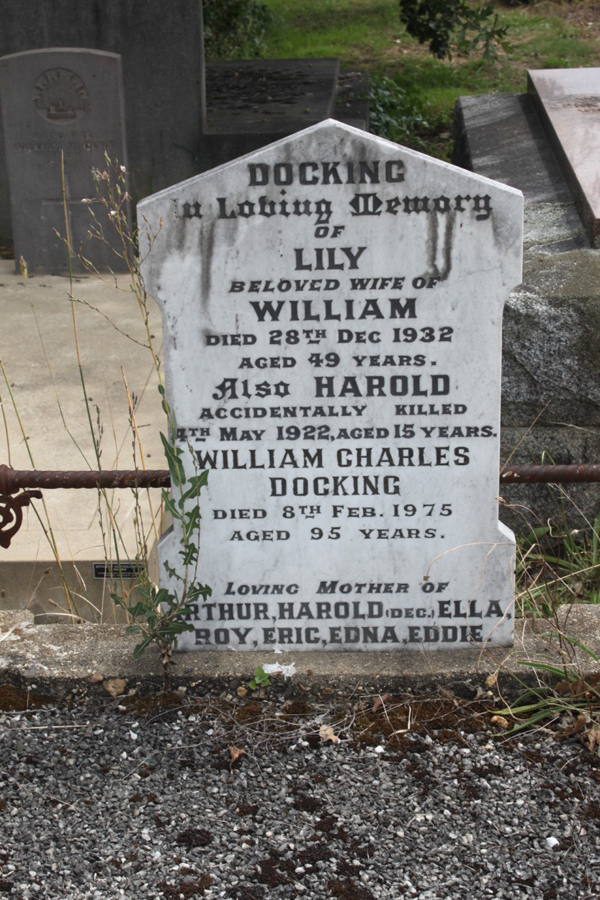 DOCKING
In Loving Memory
OF
LILY
BELOVED WIFE OF
WILLIAM
DIED 28TH DEC 1932
AGED 49 YEARS.
Also HAROLD
ACCIDENTALLY KILLED
4TH MAY 1922, AGED 15 YEARS.
WILLIAM CHARLES
DOCKING
DIED 8TH FEB. 1975
AGED 95 YEARS.
LOVING MOTHER OF
ARTHUR, HAROLD (DEC.) ELLA,
ROY, ERIC, EDNA, EDDIE